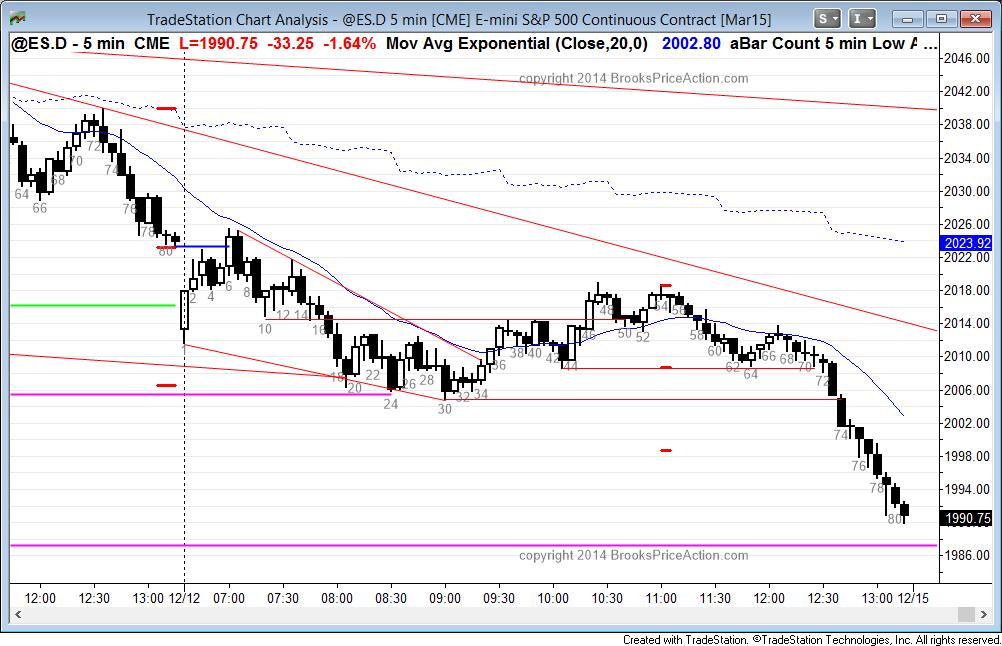 TradeStation Chart Analysis - @ES.D 5 min [CME] E-mini S&P 500 Continuous Contract [Mar15]
S I
@ES.D - 5 min CME L=1990.75 -33.25 -1.64% Mov Avg Exponential (Close,20,0) 2002.80 aBar Count 5 min Low A ...
2046.00
copyright 2014 BrooksPriceAction.com
2042.00
2038.00
2034.00
2030.00
2026.00
2023.92
2022.00
2018.00
2014.00
2010.00
2006.00
2002.00
1998.00
1994.00
1990.75
1986.00
64 66 68 70 72 74 76 78 80
2 4 6 8 10 12 14 16 18 20 22 24 26 28 30 32 34 36 38 40 42 44 46 48 50 52 54 56 58 60 62 64 66 68 70 72 74 76 78 80
copyright 2014 BrooksPriceAction.com
12:00 12:30 13:00 12/12 07:00 07:30 08:00 08:30 09:00 09:30 10:00 10:30 11:00 11:30 12:00 12:30 13:00 12/15
Created with TradeStation. ©TradeStation Technologies, Inc. All rights reserved.